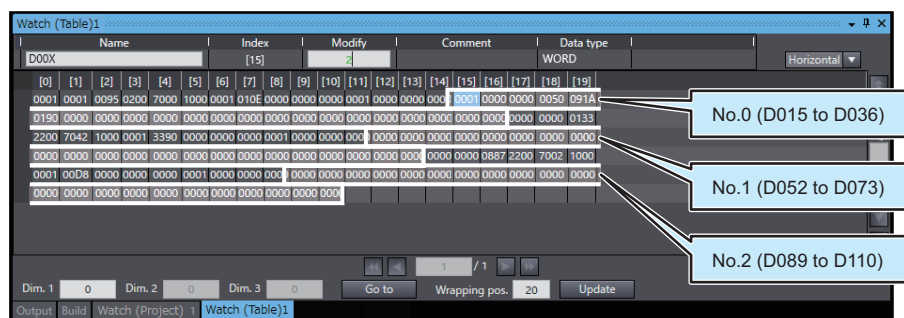 Watch (Table)1
Name Index Modify Comment Data type
D00X [15] 2 WORD Horizontal
[0] [1] [2] [3] [4] [5] [6] [7] [8] [9] [10] [11] [12] [13] [14] [15] [16] [17] [18] [19]
0001 0001 0095 0200 7000 1000 0001 010E 0000 0000 0000 0001 0000 0000 000 0001 0000 0000 0050 091A
0190 0000 0000 0000 0000 0000 0000 0000 0000 0000 0000 0000 0000 0000 0000 0000 0000 0000 0000 0133
2200 7042 1000 0001 3390 0000 0000 0000 0001 0000 0000 000 0000 0000 0000 0000 0000 0000 0000 0000
0000 0000 0000 0000 0000 0000 0000 0000 0000 0000 0000 0000 0000 0000 0000 0000 0887 2200 7002 1000
0001 00D8 0000 0000 0000 0001 0000 0000 000 0000 0000 0000 0000 0000 0000 0000 0000 0000 0000 0000
0000 0000 0000 0000 0000 0000 0000 0000 0000 0000 000
No.0 (D015 to D036)
No.1 (D052 to D073)
No.2 (D089 to D110)
1 / 1
Dim. 1 0 Dim. 2 0 Dim. 3 0 Go to Wrapping pos. 20 Update
Output Build Watch (Project) 1 Watch (Table)1